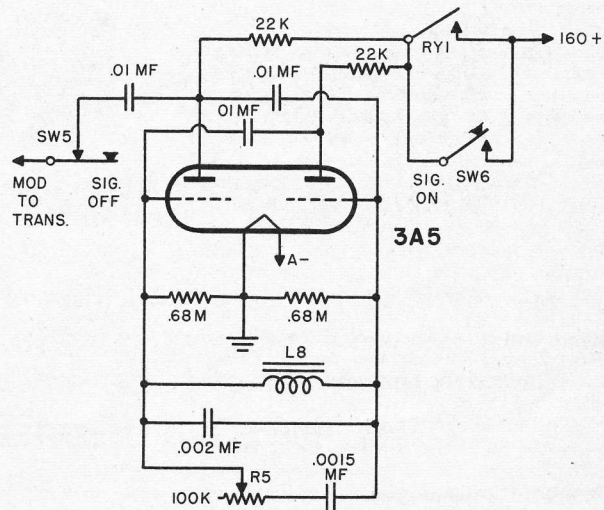 22K
RY1
160+
22K
.01 MF
.01 MF
01 MF
SW5
MOD
TO
TRANS.
SIG.
OFF
SIG.
ON
SW6
3A5
A-
.68 M
.68 M
L8
.002 MF
.0015
MF
R5
100K